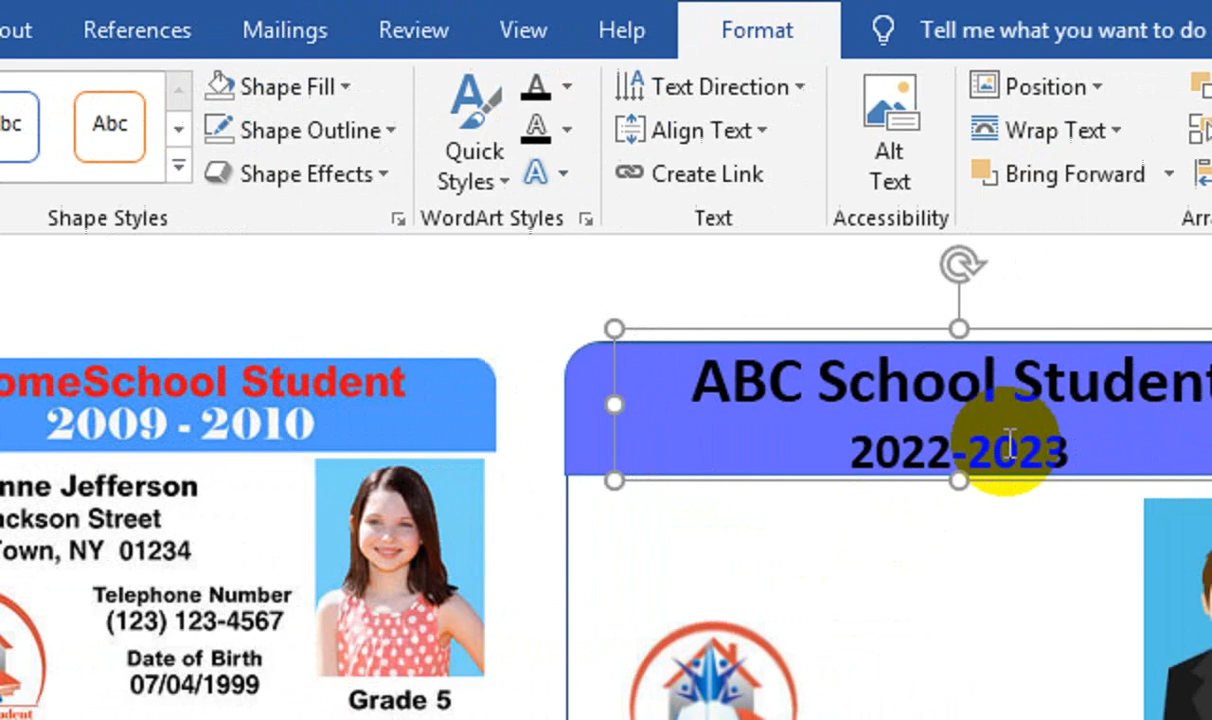 References Mailings Review View Help Format Tell me what you want to do
Abc
Shape Fill
Shape Outline
Shape Effects
Shape Styles
Quick
Styles
WordArt Styles
Text Direction
Align Text
Create Link
Text
Alt
Text
Accessibility
Position
Wrap Text
Bring Forward
omeSchool Student
2009 - 2010
nne Jefferson
ackson Street
Town, NY 01234
Telephone Number
(123) 123-4567
Date of Birth
07/04/1999
Grade 5
ABC School Student
2022-2023